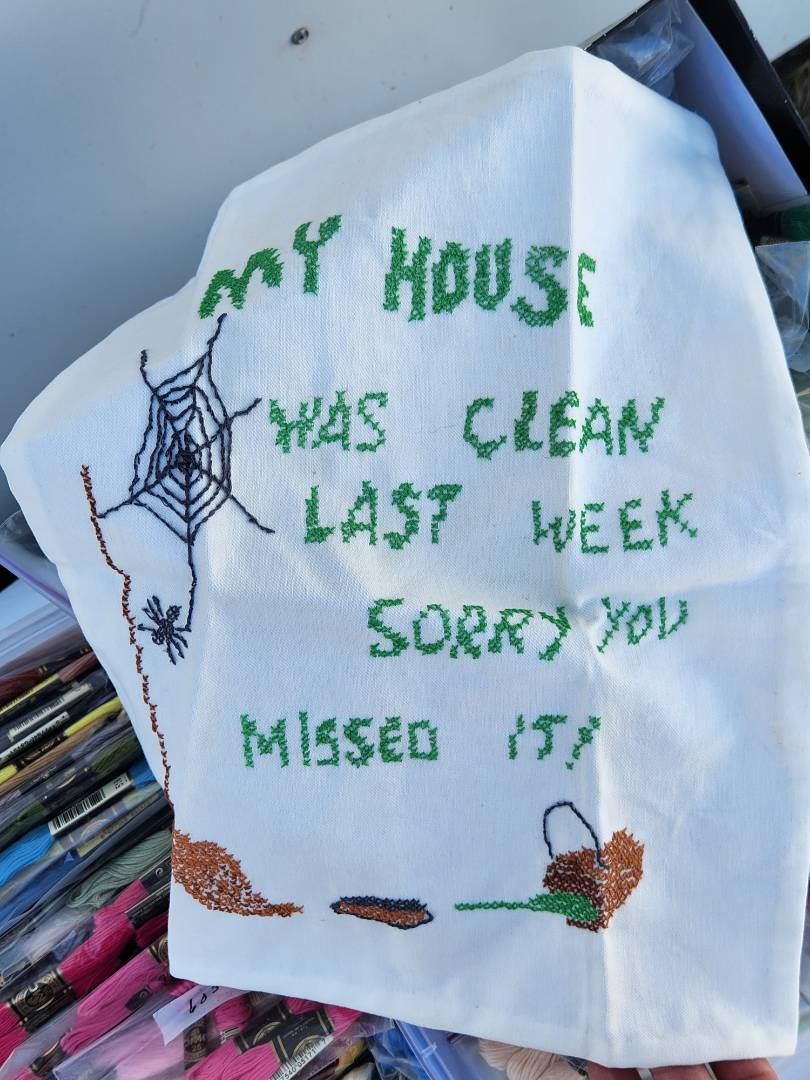 MY HOUSE
WAS CLEAN
LAST WEEK
SORRY YOU
MISSED IT!